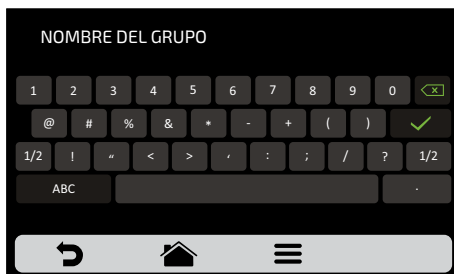 NOMBRE DEL GRUPO
1 2 3 4 5 6 7 8 9 0
@ # % & * - + ( )
1/2 ! “ < > ‘ : ; / ? 1/2
ABC .